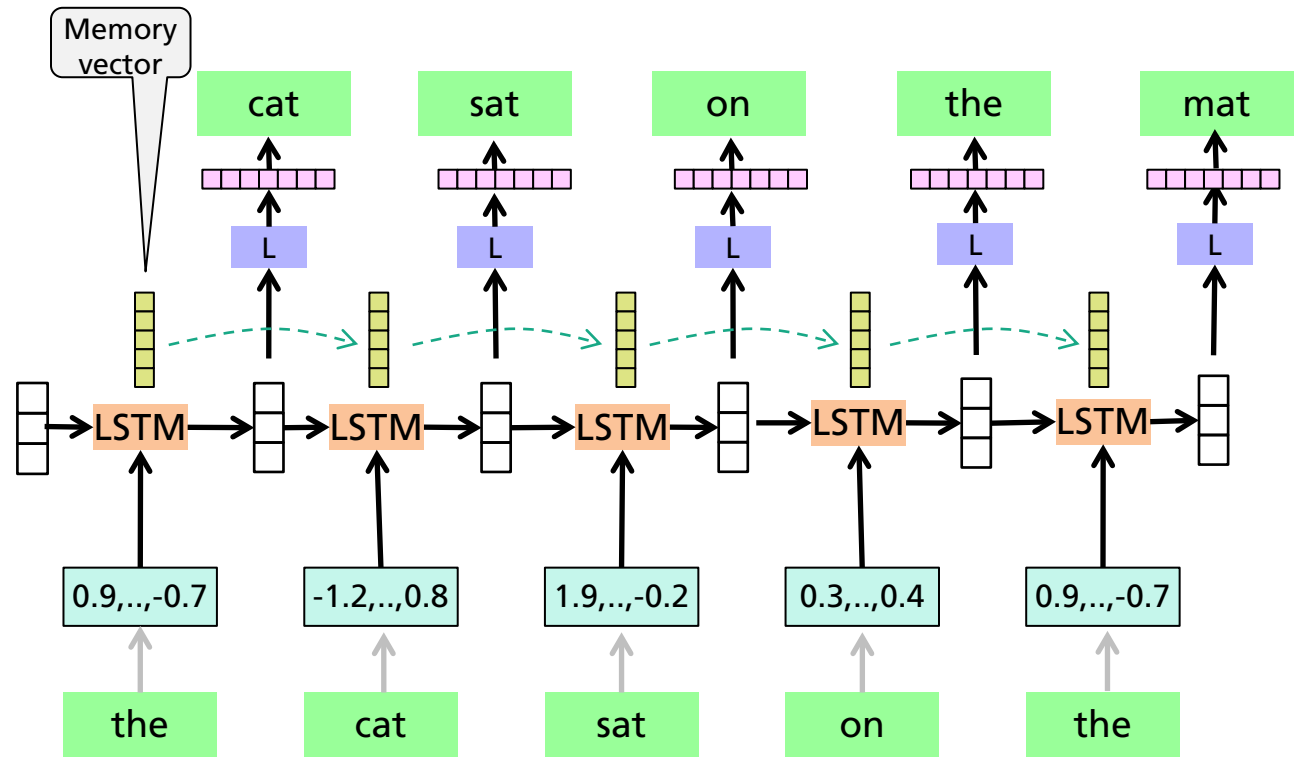 Memory
vector
cat sat on the mat
L L L L L
LSTM LSTM LSTM LSTM LSTM
0.9,..,-0.7 -1.2,..,0.8 1.9,..,-0.2 0.3,..,0.4 0.9,..,-0.7
the cat sat on the